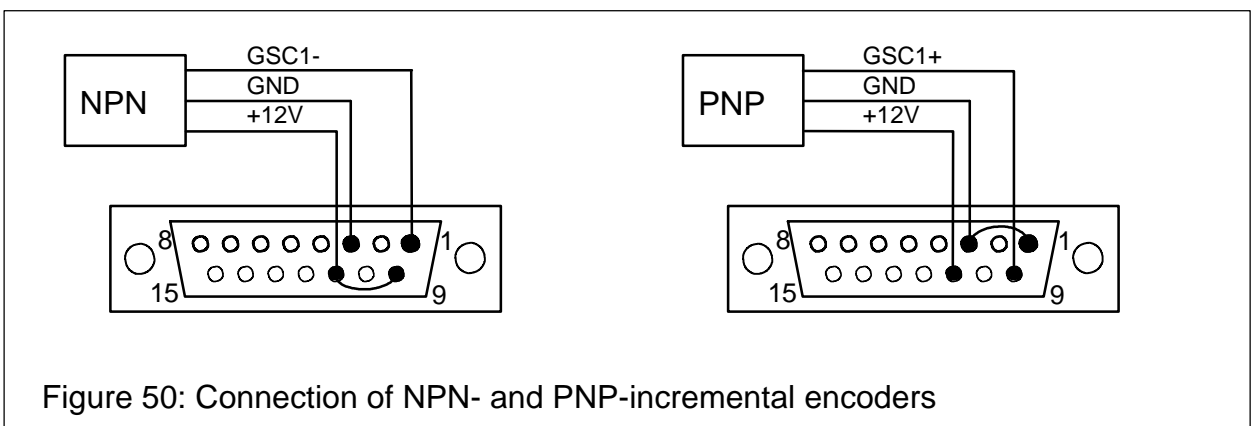 NPN
GSC1-
GND
+12V
8
1
15
9
PNP
GSC1+
GND
+12V
8
1
15
9
Figure 50: Connection of NPN- and PNP-incremental encoders